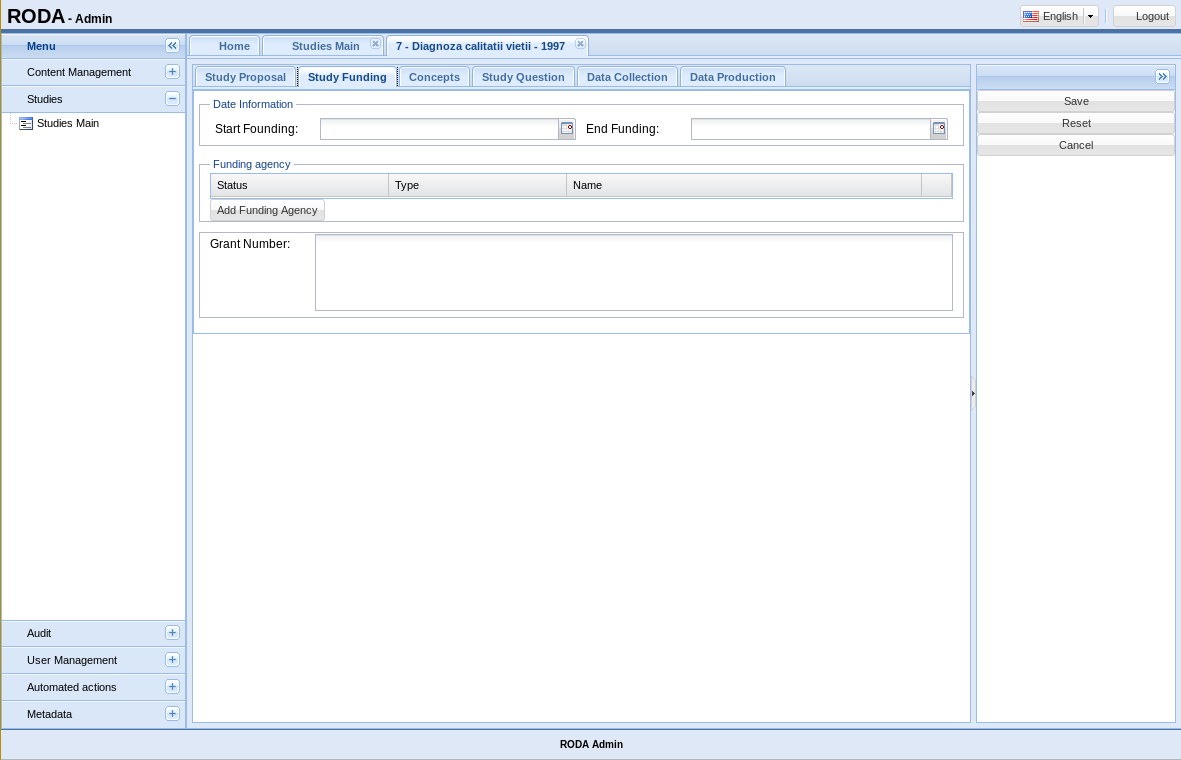 RODA - Admin
English
Logout
Menu
Home
Studies Main
7 - Diagnoza calitatii vietii - 1997
Content Management
Studies
Studies Main
Study Proposal
Study Funding
Concepts
Study Question
Data Collection
Data Production
Date Information
Start Founding:
End Funding:
Funding agency
Status
Type
Name
Add Funding Agency
Grant Number:
Save
Reset
Cancel
Audit
User Management
Automated actions
Metadata
RODA Admin